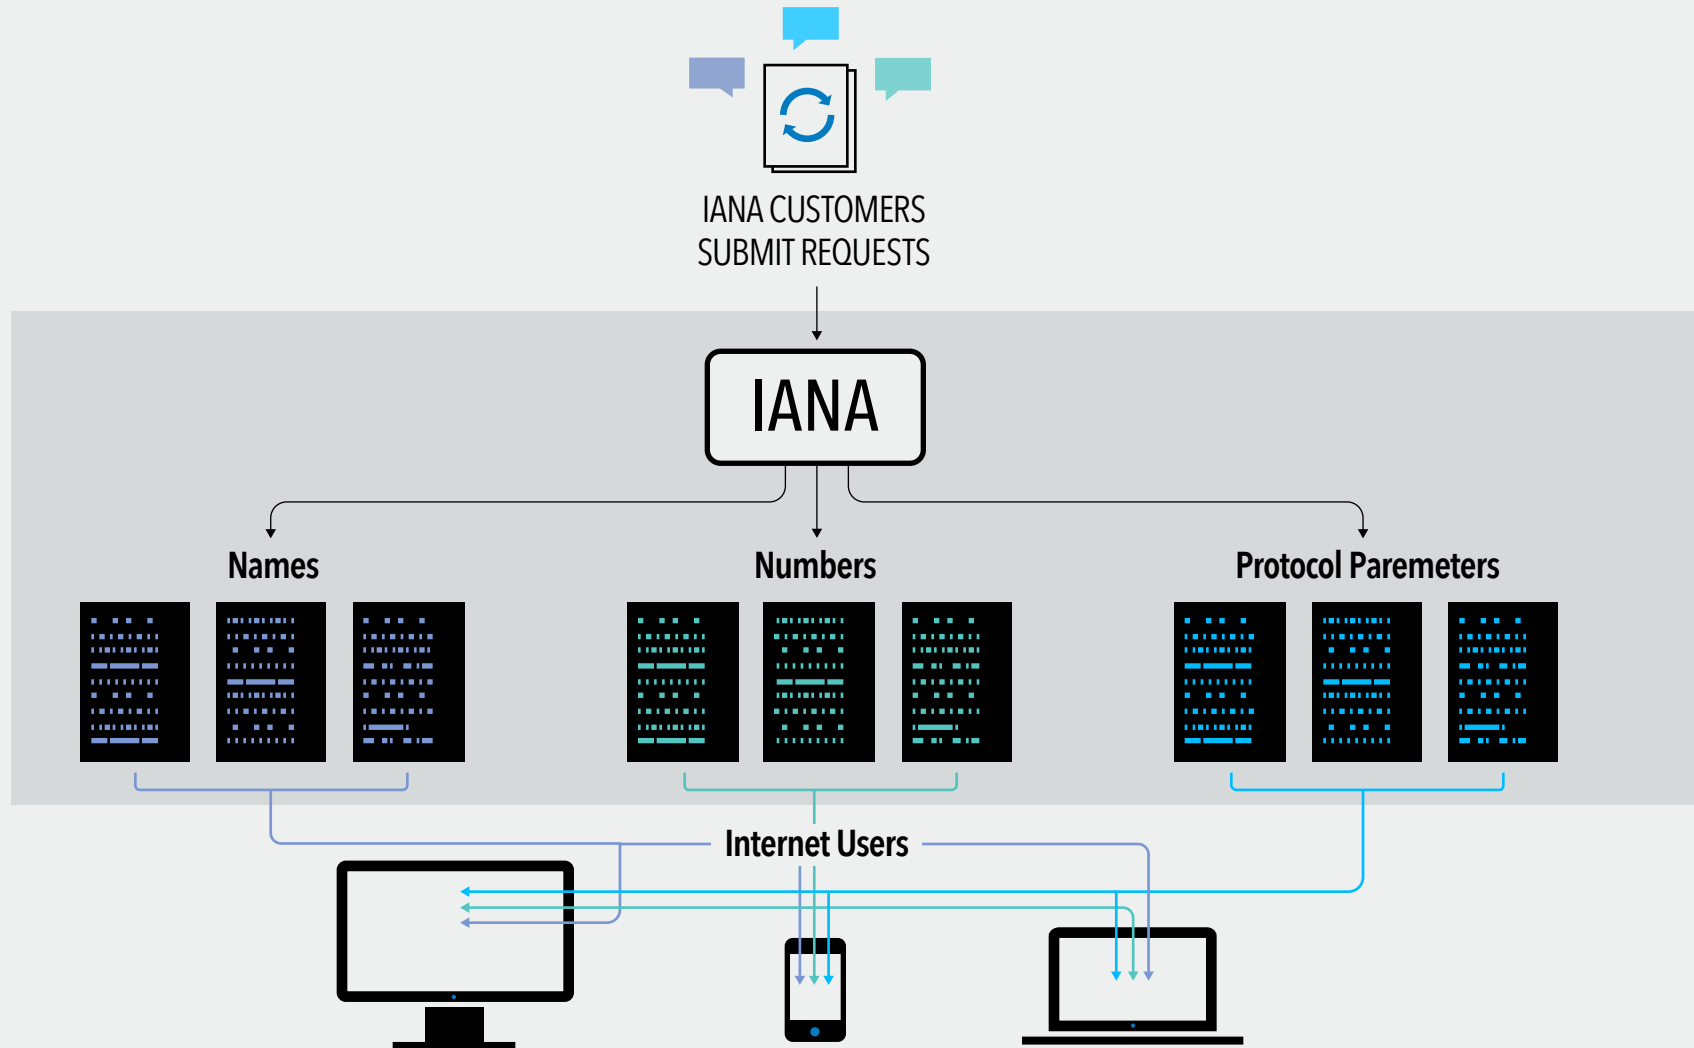 IANA CUSTOMERS
SUBMIT REQUESTS
IANA
Names
Numbers
Protocol Paremeters
Internet Users